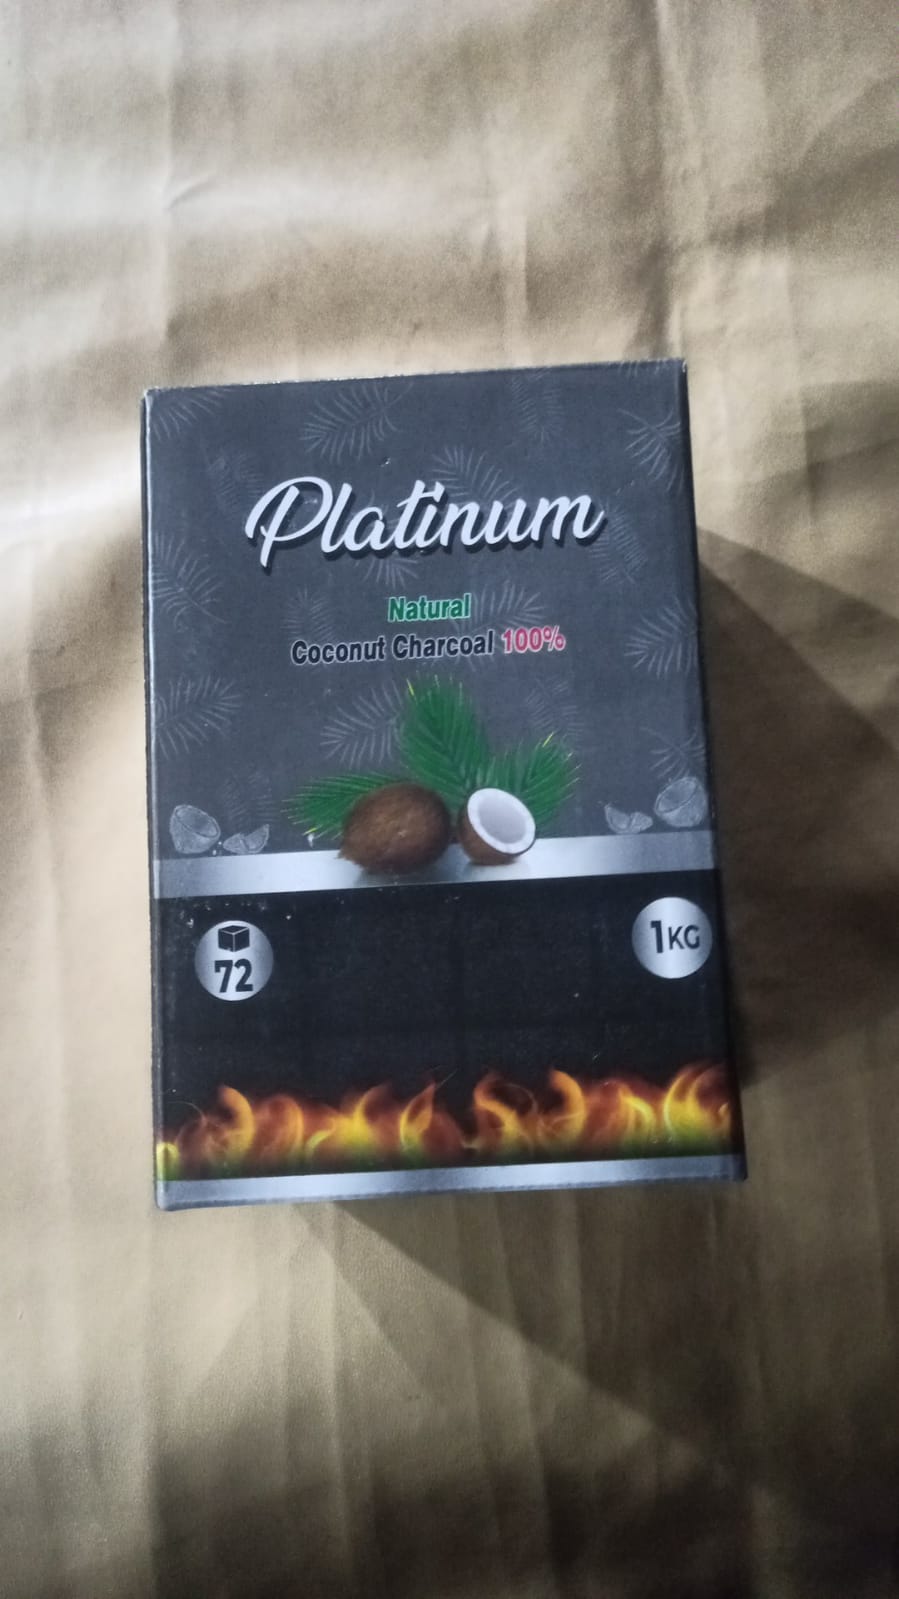 Platinum
Natural
Coconut Charcoal 100%
72
1KG